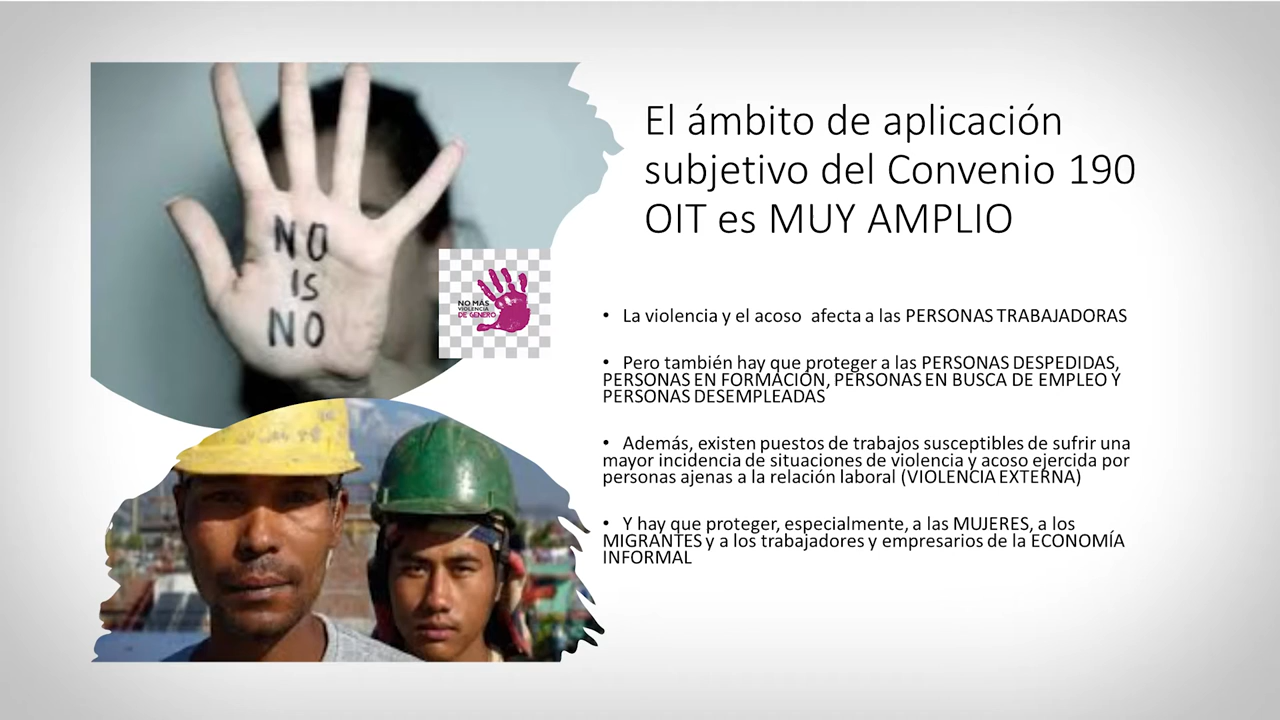 El ámbito de aplicación
subjetivo del Convenio 190
OIT es MUY AMPLIO
NO
IS
NO
NO MÁS
VIOLENCIA
DE GÉNERO
• La violencia y el acoso afecta a las PERSONAS TRABAJADORAS
• Pero también hay que proteger a las PERSONAS DESPEDIDAS,
PERSONAS EN FORMACIÓN, PERSONAS EN BUSCA DE EMPLEO Y
PERSONAS DESEMPLEADAS
• Además, existen puestos de trabajos susceptibles de sufrir una
mayor incidencia de situaciones de violencia y acoso ejercida por
personas ajenas a la relación laboral (VIOLENCIA EXTERNA)
• Y hay que proteger, especialmente, a las MUJERES, a los
MIGRANTES y a los trabajadores y empresarios de la ECONOMÍA
INFORMAL